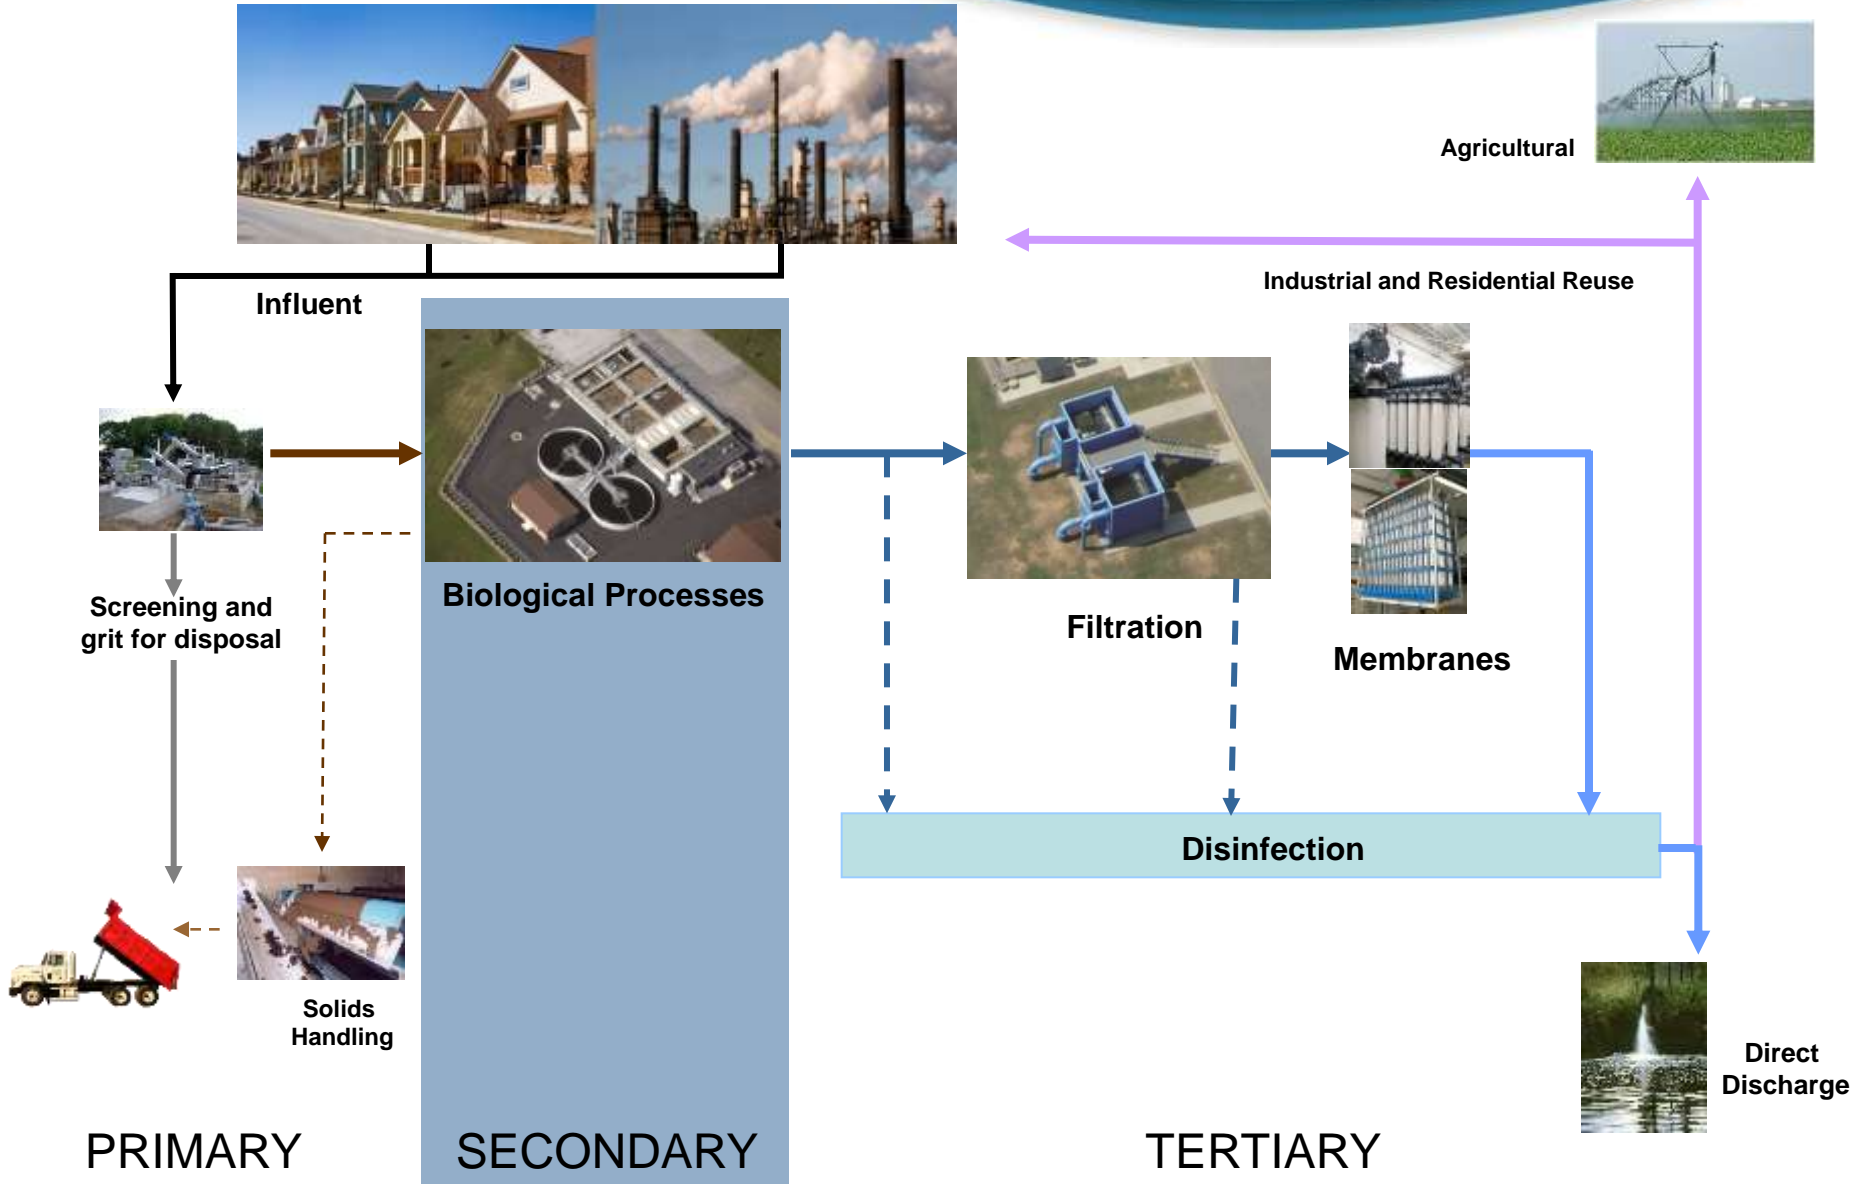 Agricultural
Industrial and Residential Reuse
Influent
Biological Processes
Screening and
grit for disposal
Filtration
Membranes
Disinfection
Solids
Handling
Direct
Discharge
PRIMARY
SECONDARY
TERTIARY